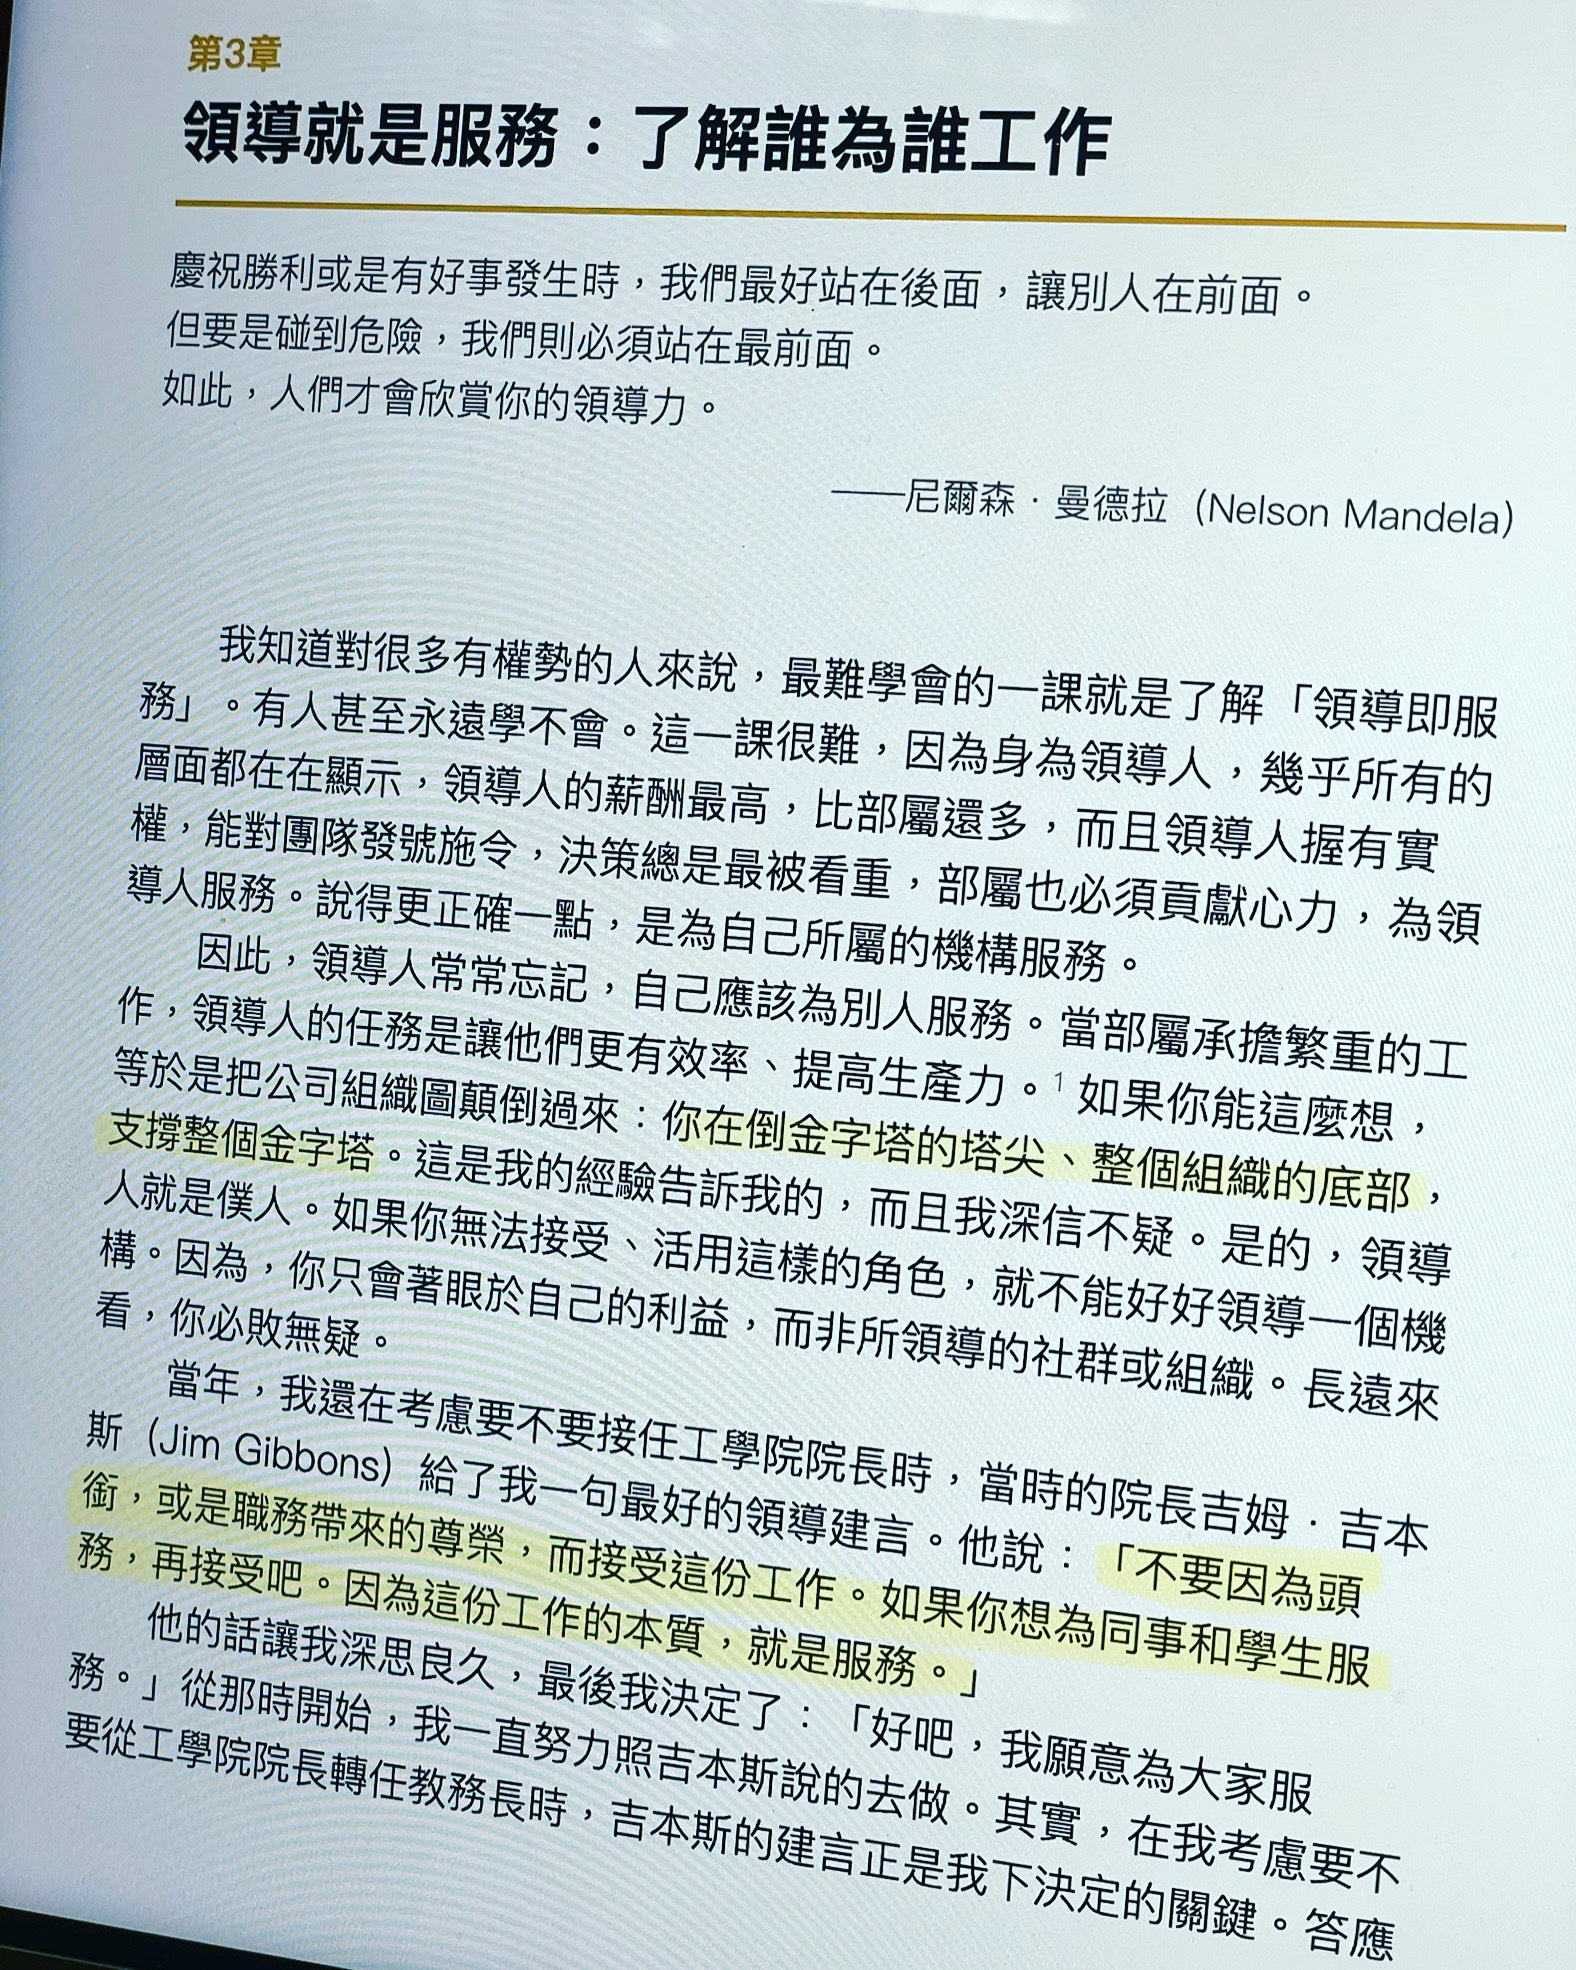 第3章
領導就是服務：了解誰為誰工作
慶祝勝利或是有好事發生時，我們最好站在後面，讓別人在前面。
但要是碰到危險，我們則必須站在最前面。
如此，人們才會欣賞你的領導力。
——尼爾森·曼德拉（Nelson Mandela）
我知道對很多有權勢的人來說，最難學會的一課就是了解「領導即服
務」。有人甚至永遠學不會。這一課很難，因為身為領導人，幾乎所有的
層面都在在顯示，領導人的薪酬最高，比部屬還多，而且領導人握有實
權，能對團隊發號施令，決策總是最被看重，部屬也必須貢獻心力，為領
導人服務。說得更正確一點，是為自己所屬的機構服務。
因此，領導人常常忘記，自己應該為別人服務。當部屬承擔繁重的工
作，領導人的任務是讓他們更有效率、提高生產力。1 如果你能這麼想，
等於是把公司組織圖顛倒過來：你在倒金字塔的塔尖、整個組織的底部，
支撐整個金字塔。這是我的經驗告訴我的，而且我深信不疑。是的，領導
人就是僕人。如果你無法接受、活用這樣的角色，就不能好好領導一個機
構。因為，你只會著眼於自己的利益，而非所領導的社群或組織。長遠來
看，你必敗無疑。
當年，我還在考慮要不要接任工學院院長時，當時的院長吉姆·吉本
斯（Jim Gibbons）給了我一句最好的領導建言。他說：「不要因為頭
銜，或是職務帶來的尊榮，而接受這份工作。如果你想為同事和學生服
務，再接受吧。因為這份工作的本質，就是服務。」
他的話讓我深思良久，最後我決定了：「好吧，我願意為大家服
務。」從那時開始，我一直努力照吉本斯說的去做。其實，在我考慮要不
要從工學院院長轉任教務長時，吉本斯的建言正是我下決定的關鍵。答應